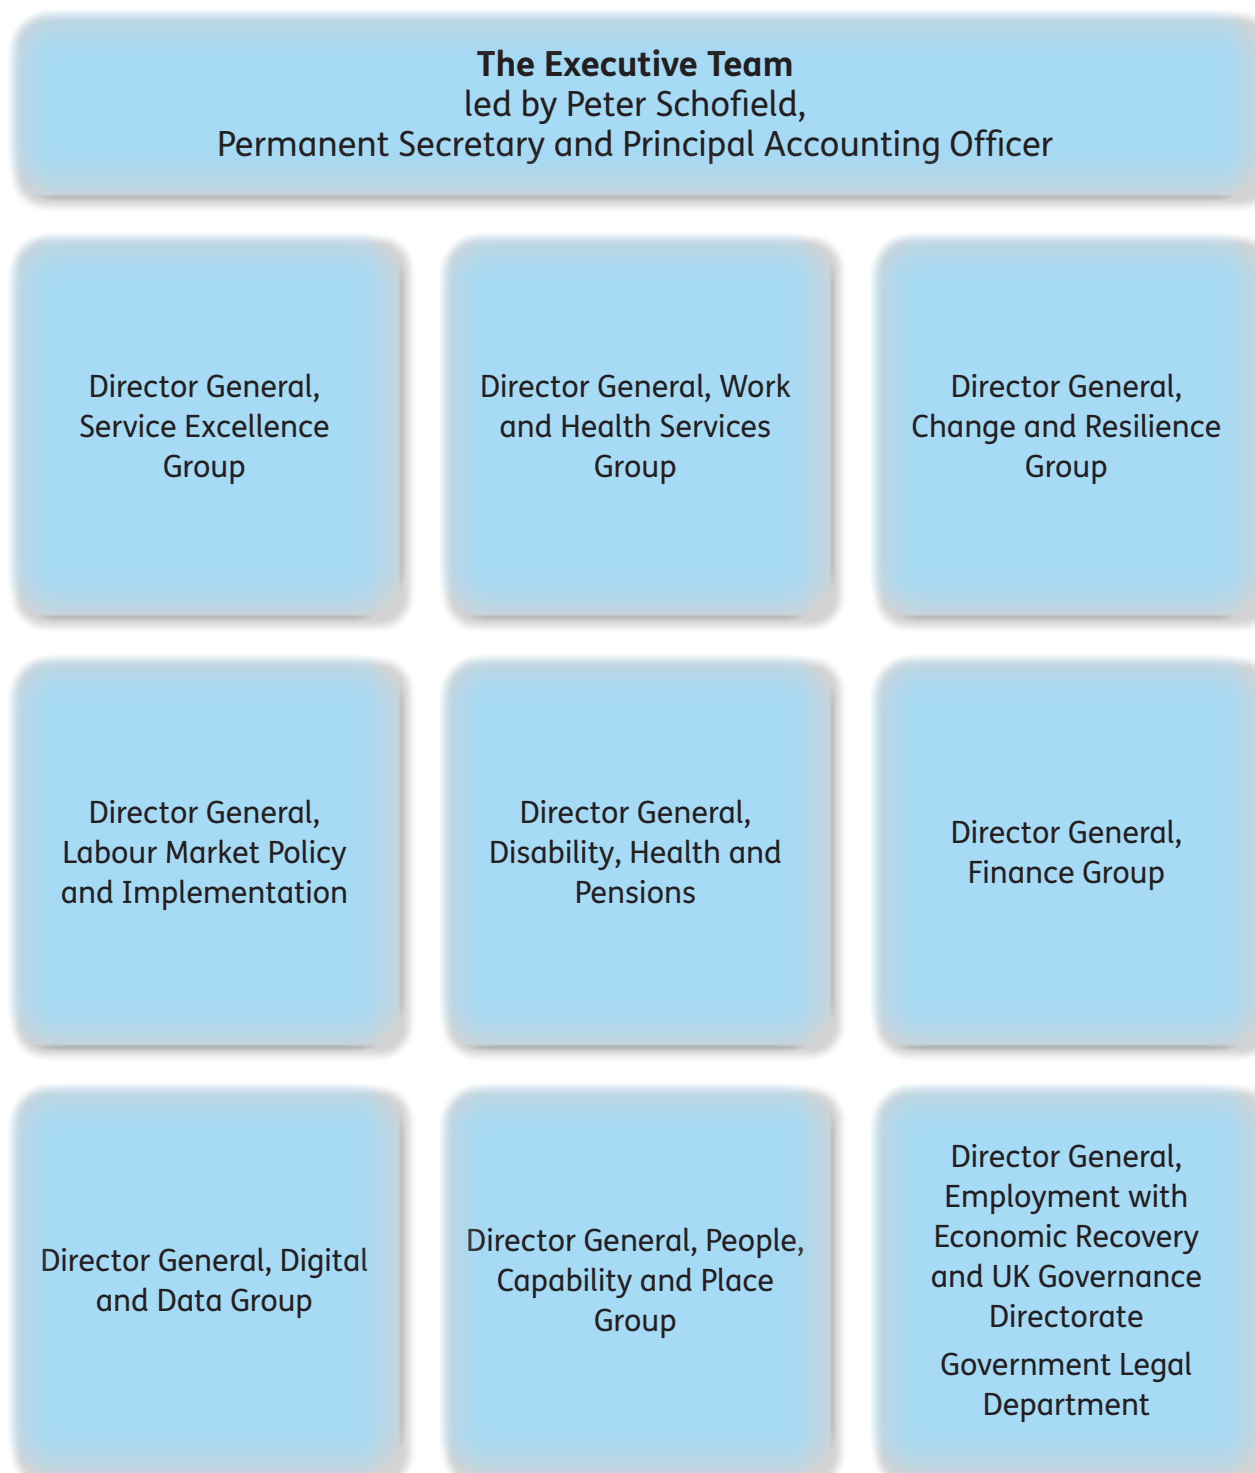 The Executive Team
led by Peter Schofield,
Permanent Secretary and Principal Accounting Officer
Director General,
Service Excellence
Group
Director General, Work
and Health Services
Group
Director General,
Change and Resilience
Group
Director General,
Labour Market Policy
and Implementation
Director General,
Disability, Health and
Pensions
Director General,
Finance Group
Director General, Digital
and Data Group
Director General, People,
Capability and Place
Group
Director General,
Employment with
Economic Recovery
and UK Governance
Directorate
Government Legal
Department